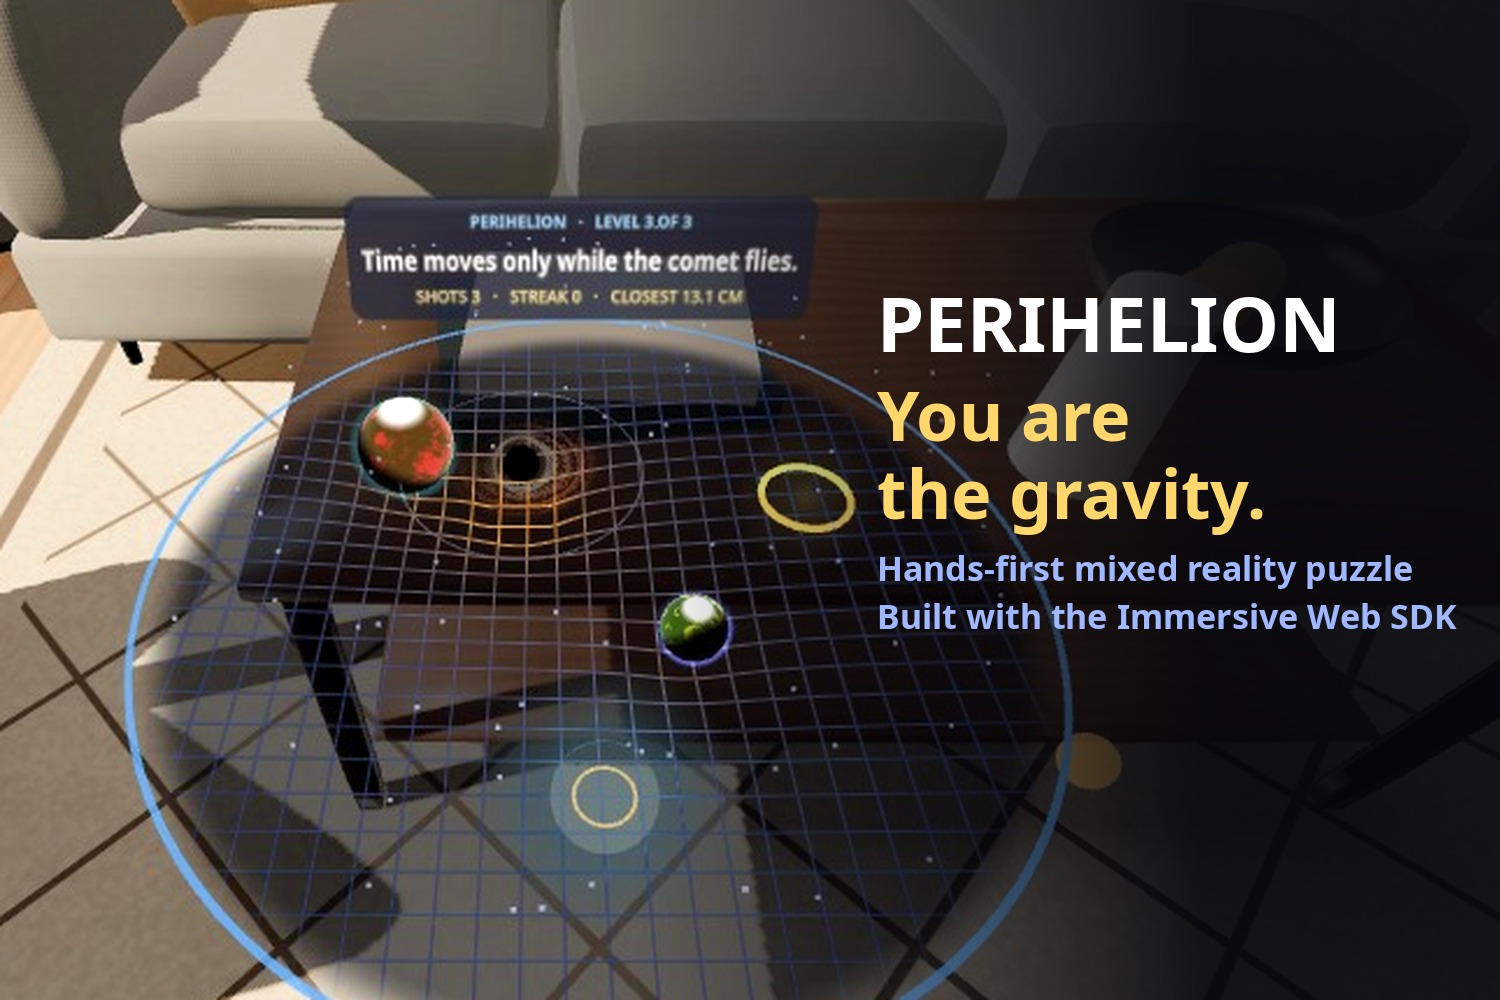 PERIHELION · LEVEL 3 OF 3
Time moves only while the comet flies.
SHOTS 3 · STREAK 0 · CLOSEST 13.1 CM
PERIHELION
You are
the gravity.
Hands-first mixed reality puzzle
Built with the Immersive Web SDK